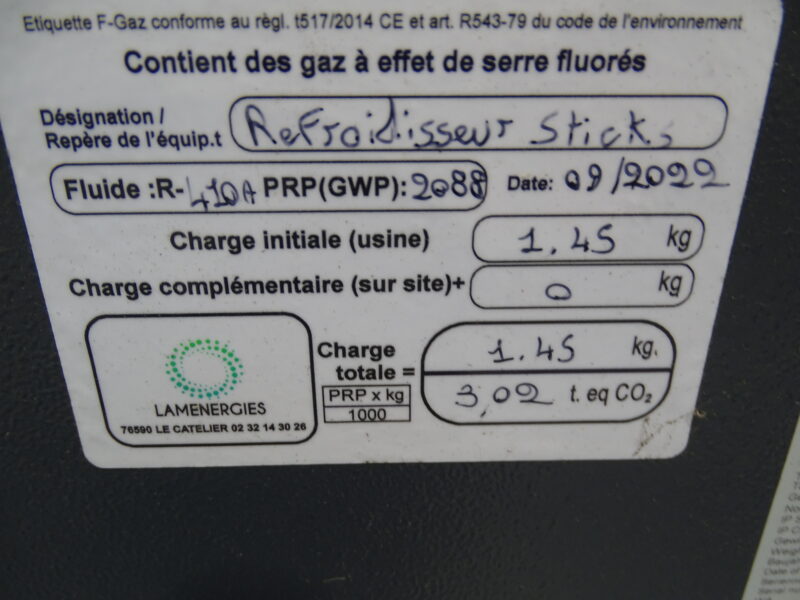 Etiquette F-Gaz conforme au règl. t517/2014 CE et art. R543-79 du code de l'environnement
Contient des gaz à effet de serre fluorés
Désignation / Repère de l'équip.t Refroidisseur Sticks
Fluide :R-410A PRP(GWP): 2088 Date: 09/2022
Charge initiale (usine) 1.45 kg
Charge complémentaire (sur site)+ 0 kg
Charge totale = 1.45 kg.
PRP x kg
1000
3,02 t. eq CO₂
LAMENERGIES
76590 LE CATELIER 02 32 14 30 26